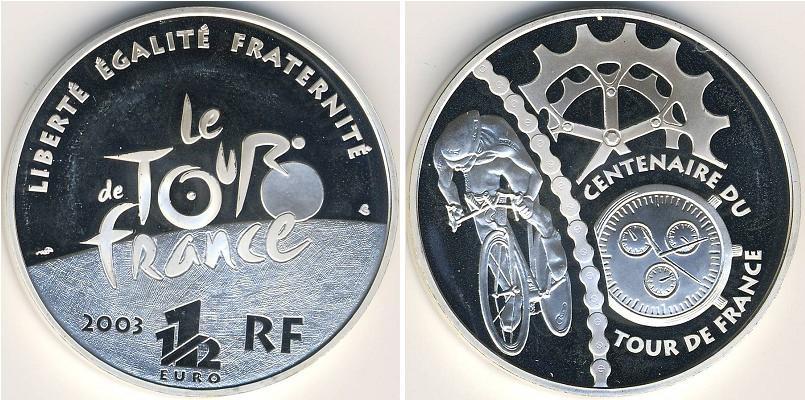 LIBERTÉ ÉGALITÉ FRATERNITÉ
le
de TOUR
france
2003 1 1/2 RF
EURO
CENTENAIRE DU
TOUR DE FRANCE